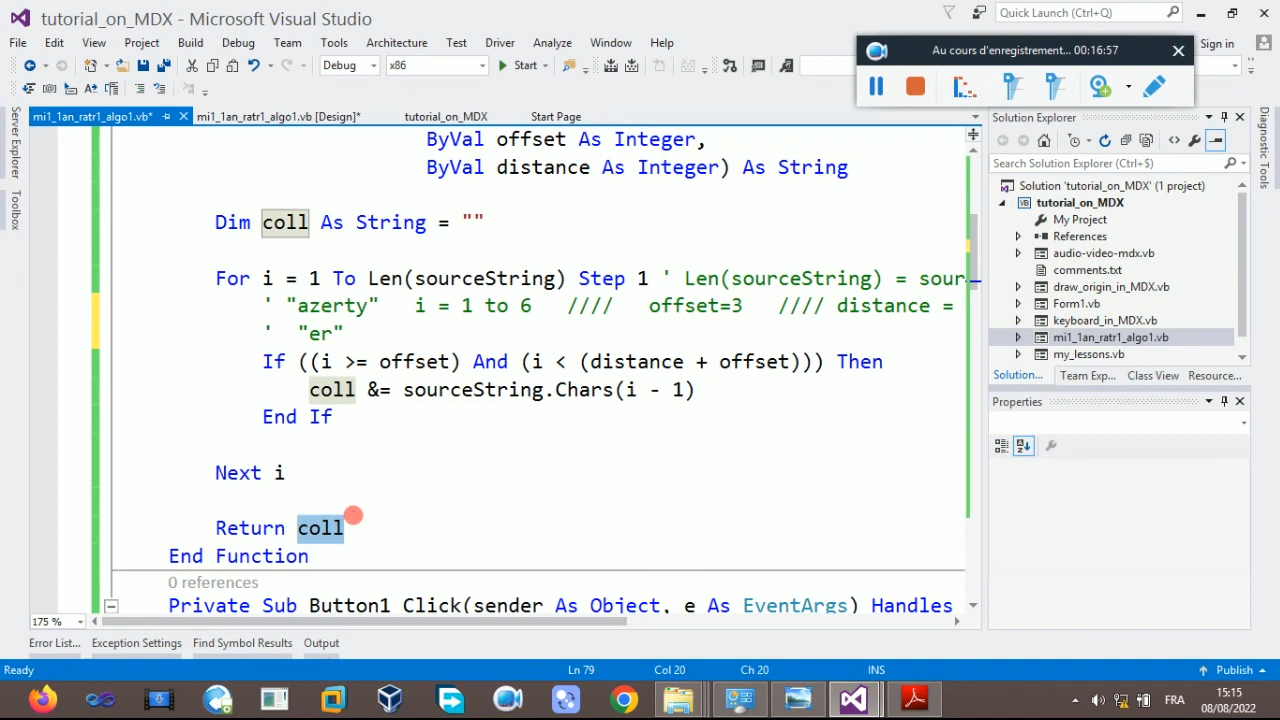 tutorial_on_MDX - Microsoft Visual Studio
Quick Launch (Ctrl+Q)
File Edit View Project Build Debug Team Tools Architecture Test Driver Analyze Window Help
Sign in
Au cours d'enregistrement... 00:16:57
Debug x86 Start
mi1_1an_ratr1_algo1.vb* mi1_1an_ratr1_algo1.vb [Design]* tutorial_on_MDX Start Page
Server Explorer
Toolbox
ByVal offset As Integer,
ByVal distance As Integer) As String
Dim coll As String = ""
For i = 1 To Len(sourceString) Step 1 ' Len(sourceString) = sour
' "azerty" i = 1 to 6 //// offset=3 //// distance =
' "er"
If ((i >= offset) And (i < (distance + offset))) Then
coll &= sourceString.Chars(i - 1)
End If
Next i
Return coll
End Function
0 references
Private Sub Button1_Click(sender As Object, e As EventArgs) Handles
175 %
Solution Explorer
Search Solution Explorer (Ctrl+$)
Solution 'tutorial_on_MDX' (1 project)
tutorial_on_MDX
My Project
References
audio-video-mdx.vb
comments.txt
draw_origin_in_MDX.vb
Form1.vb
keyboard_in_MDX.vb
mi1_1an_ratr1_algo1.vb
my_lessons.vb
Solution... Team Exp... Class View Resource...
Properties
Diagnostic Tools
Error List... Exception Settings Find Symbol Results Output
Ready Ln 79 Col 20 Ch 20 INS Publish
FRA
15:15
08/08/2022